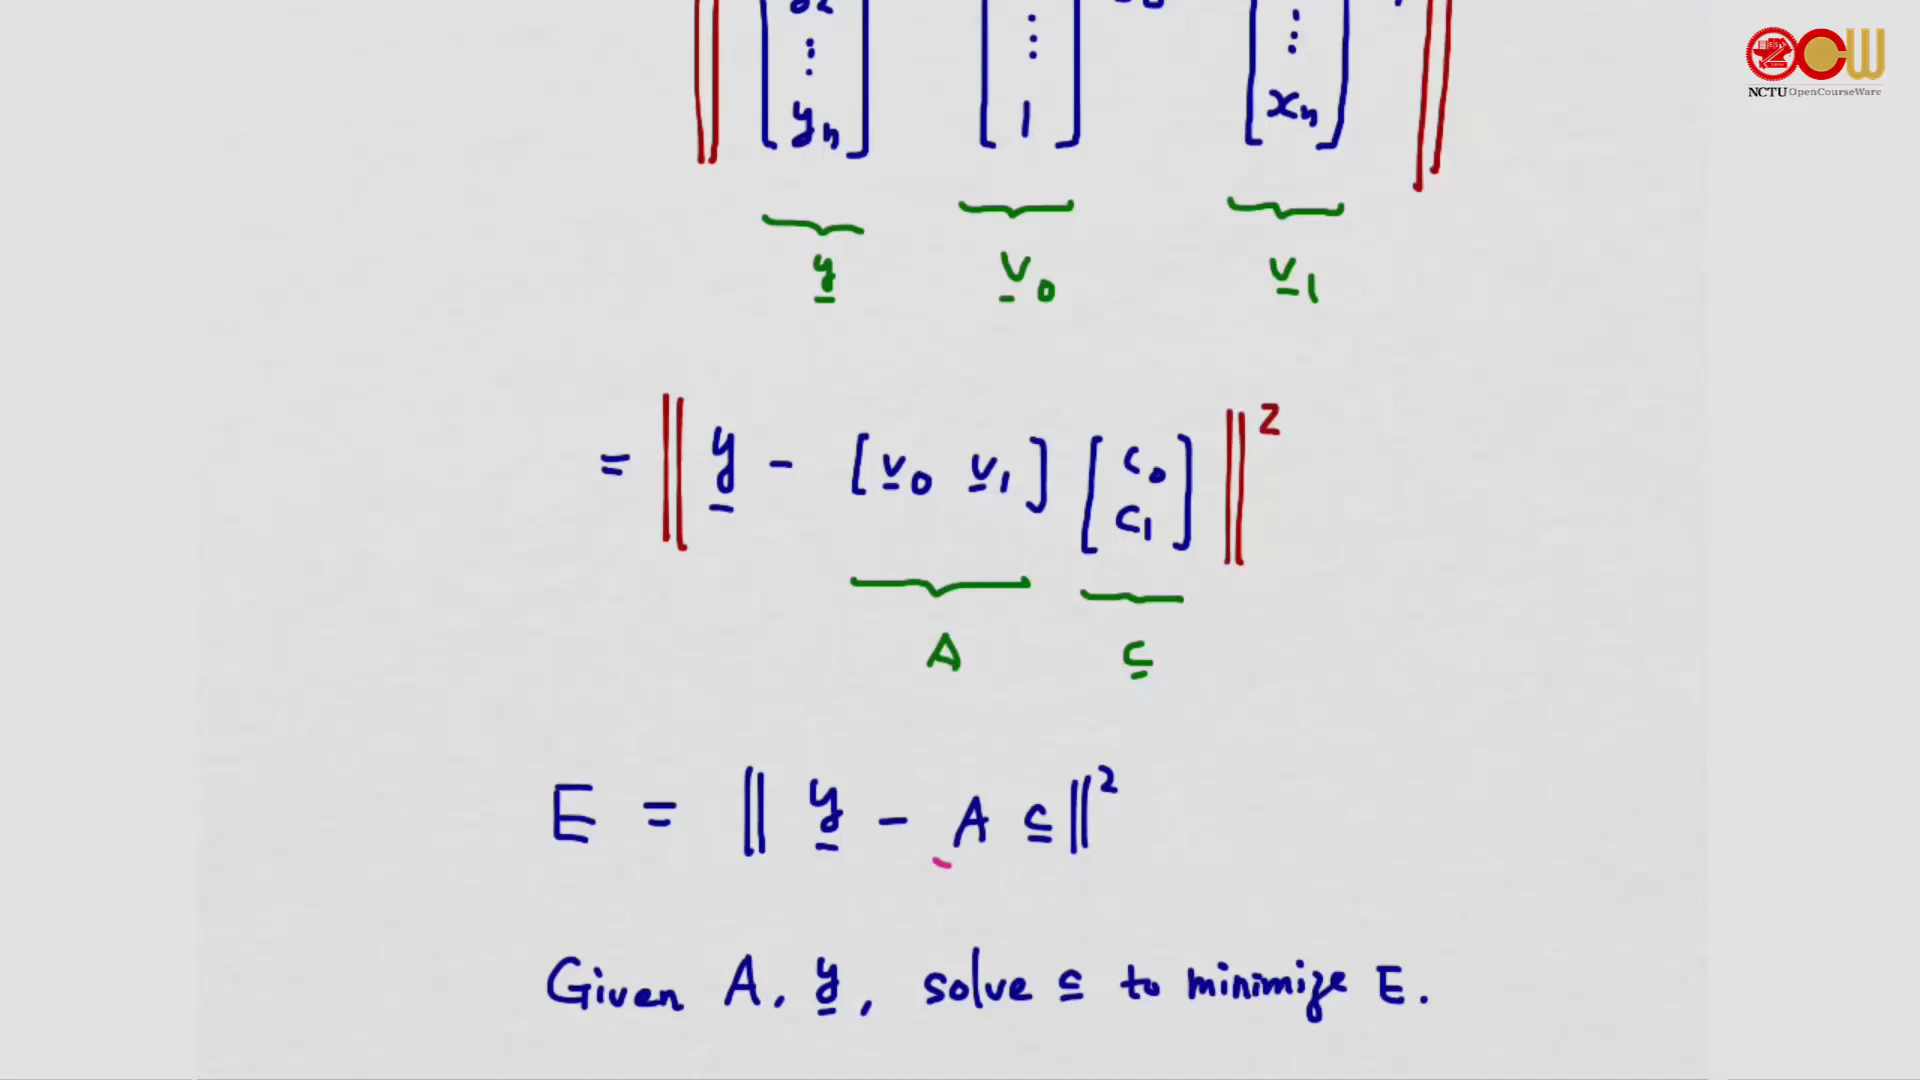 ⋮ ⋮ ⋮
yn 1 xn
NCTU OpenCourseWare
y v0 v1
= ‖ y - [v0 v1] [c0 c1] ‖²
A c
E = ‖ y - A c ‖²
Given A, y, solve c to minimize E.